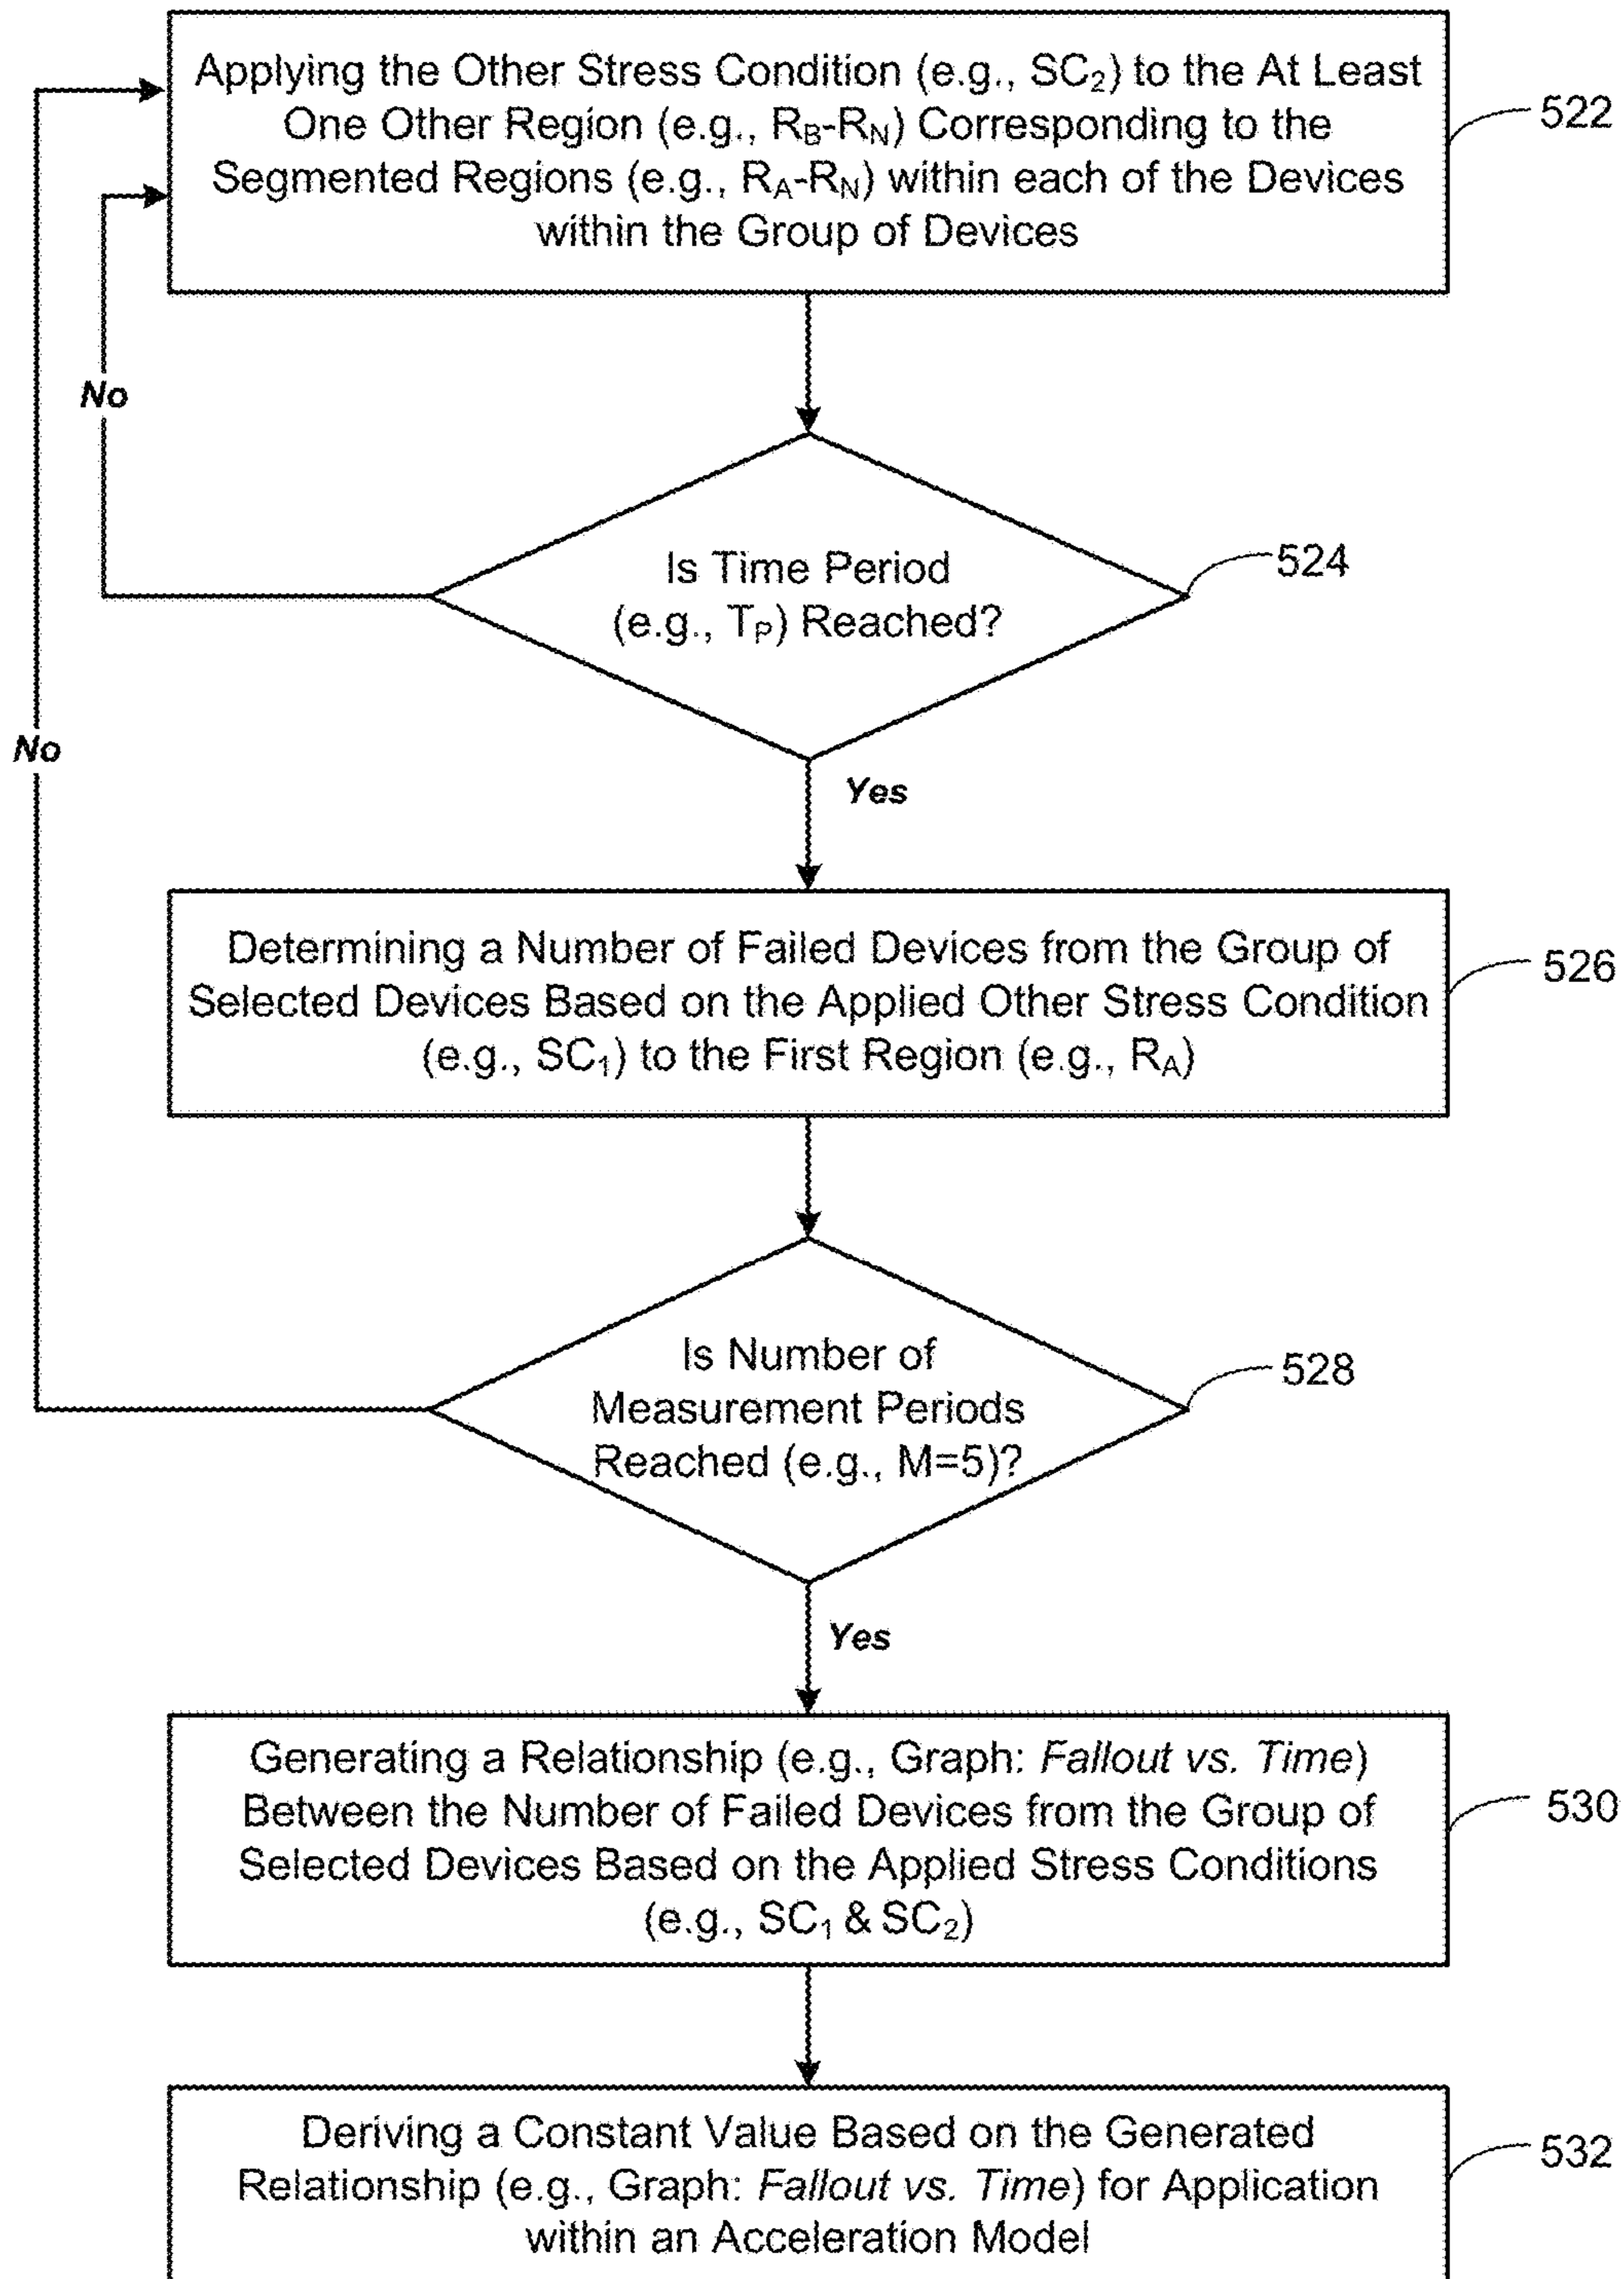 Applying the Other Stress Condition (e.g., SC₂) to the At Least
One Other Region (e.g., R_B-R_N) Corresponding to the
Segmented Regions (e.g., R_A-R_N) within each of the Devices
within the Group of Devices
522
No
Is Time Period
(e.g., T_P) Reached?
524
No
Yes
Determining a Number of Failed Devices from the Group of
Selected Devices Based on the Applied Other Stress Condition
(e.g., SC₁) to the First Region (e.g., R_A)
526
Is Number of
Measurement Periods
Reached (e.g., M=5)?
528
Yes
Generating a Relationship (e.g., Graph: Fallout vs. Time)
Between the Number of Failed Devices from the Group of
Selected Devices Based on the Applied Stress Conditions
(e.g., SC₁ & SC₂)
530
Deriving a Constant Value Based on the Generated
Relationship (e.g., Graph: Fallout vs. Time) for Application
within an Acceleration Model
532